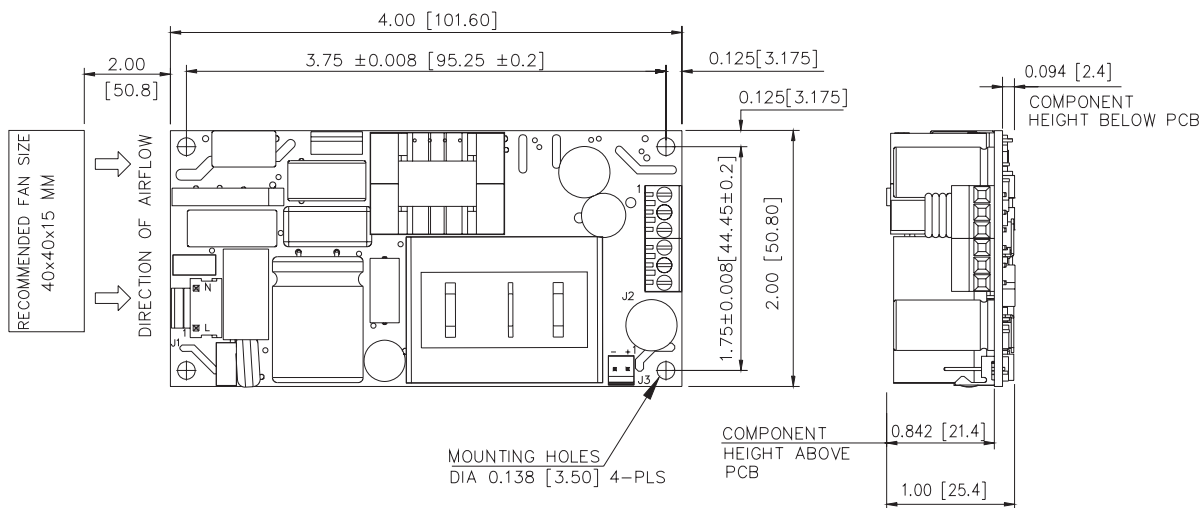 4.00 [101.60]
3.75 ±0.008 [95.25 ±0.2]
2.00
[50.8]
0.125[3.175]
0.125[3.175]
0.094 [2.4]
COMPONENT
HEIGHT BELOW PCB
RECOMMENDED FAN SIZE
40x40x15 MM
DIRECTION OF AIRFLOW
1
N
L
1
J1
J2
- +1
J3
1.75±0.008[44.45±0.2]
2.00 [50.80]
MOUNTING HOLES
DIA 0.138 [3.50] 4-PLS
COMPONENT
HEIGHT ABOVE
PCB
0.842 [21.4]
1.00 [25.4]